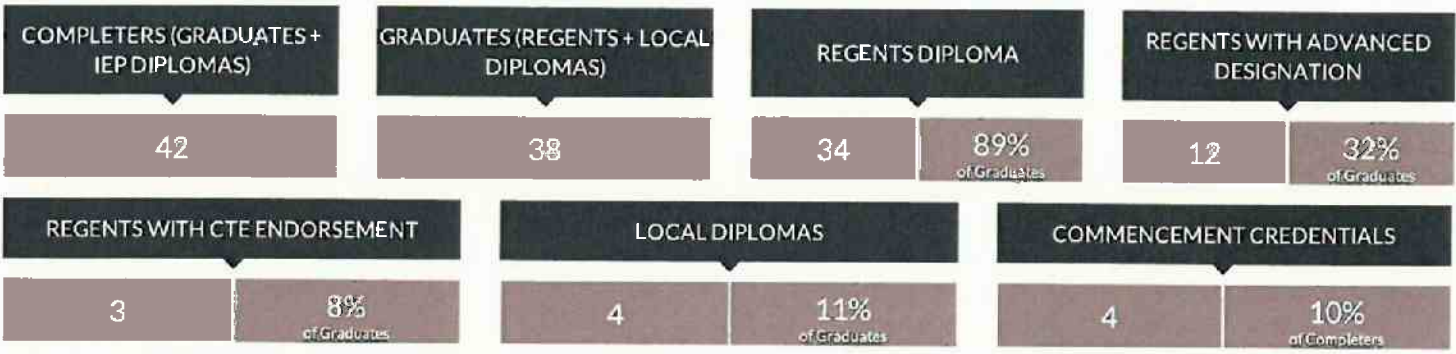 COMPLETERS (GRADUATES +
IEP DIPLOMAS)
42
GRADUATES (REGENTS + LOCAL
DIPLOMAS)
38
REGENTS DIPLOMA
34
89%
of Graduates
REGENTS WITH ADVANCED
DESIGNATION
12
32%
of Graduates
REGENTS WITH CTE ENDORSEMENT
3
8%
of Graduates
LOCAL DIPLOMAS
4
11%
of Graduates
COMMENCEMENT CREDENTIALS
4
10%
of Completers